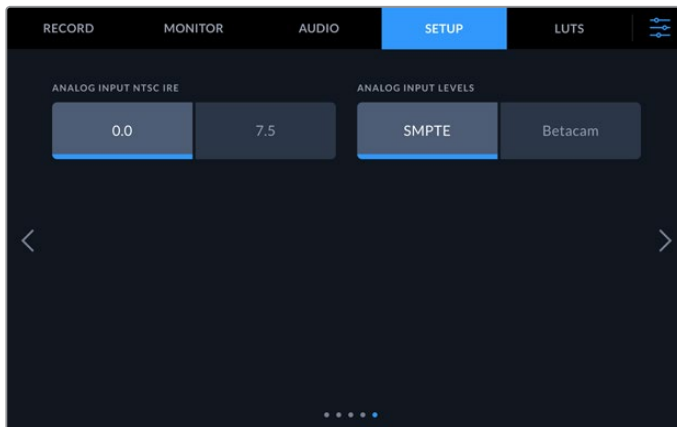 RECORD MONITOR AUDIO SETUP LUTS
ANALOG INPUT NTSC IRE ANALOG INPUT LEVELS
0.0 7.5 SMPTE Betacam